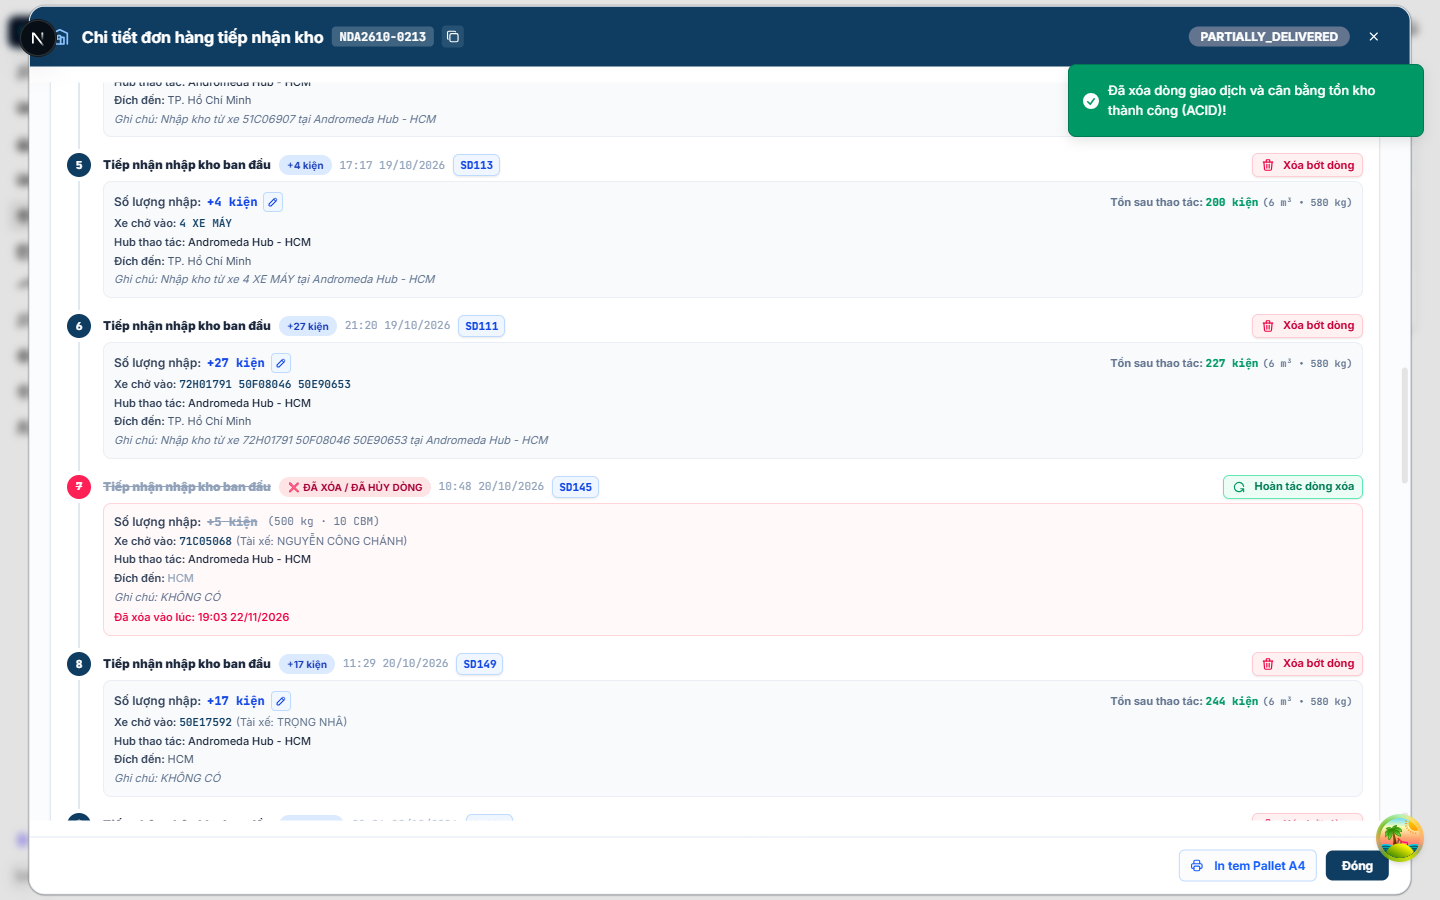 N
Chi tiết đơn hàng tiếp nhận kho NDA2610-0213
PARTIALLY_DELIVERED
Đã xóa dòng giao dịch và cân bằng tồn kho
thành công (ACID)!
Hub thao tác: Andromeda Hub - HCM
Đích đến: TP. Hồ Chí Minh
Ghi chú: Nhập kho từ xe 51C06907 tại Andromeda Hub - HCM
5 Tiếp nhận nhập kho ban đầu +4 kiện 17:17 19/10/2026 SD113 Xóa bớt dòng
Số lượng nhập: +4 kiện Tồn sau thao tác: 200 kiện (6 m³ • 580 kg)
Xe chở vào: 4 XE MÁY
Hub thao tác: Andromeda Hub - HCM
Đích đến: TP. Hồ Chí Minh
Ghi chú: Nhập kho từ xe 4 XE MÁY tại Andromeda Hub - HCM
6 Tiếp nhận nhập kho ban đầu +27 kiện 21:20 19/10/2026 SD111 Xóa bớt dòng
Số lượng nhập: +27 kiện Tồn sau thao tác: 227 kiện (6 m³ • 580 kg)
Xe chở vào: 72H01791 50F08046 50E90653
Hub thao tác: Andromeda Hub - HCM
Đích đến: TP. Hồ Chí Minh
Ghi chú: Nhập kho từ xe 72H01791 50F08046 50E90653 tại Andromeda Hub - HCM
7 Tiếp nhận nhập kho ban đầu ❌ ĐÃ XÓA / ĐÃ HỦY DÒNG 10:48 20/10/2026 SD145 Hoàn tác dòng xóa
Số lượng nhập: +5 kiện (500 kg · 10 CBM)
Xe chở vào: 71C05068 (Tài xế: NGUYỄN CÔNG CHÁNH)
Hub thao tác: Andromeda Hub - HCM
Đích đến: HCM
Ghi chú: KHÔNG CÓ
Đã xóa vào lúc: 19:03 22/11/2026
8 Tiếp nhận nhập kho ban đầu +17 kiện 11:29 20/10/2026 SD149 Xóa bớt dòng
Số lượng nhập: +17 kiện Tồn sau thao tác: 244 kiện (6 m³ • 580 kg)
Xe chở vào: 50E17592 (Tài xế: TRỌNG NHÃ)
Hub thao tác: Andromeda Hub - HCM
Đích đến: HCM
Ghi chú: KHÔNG CÓ
In tem Pallet A4
Đóng